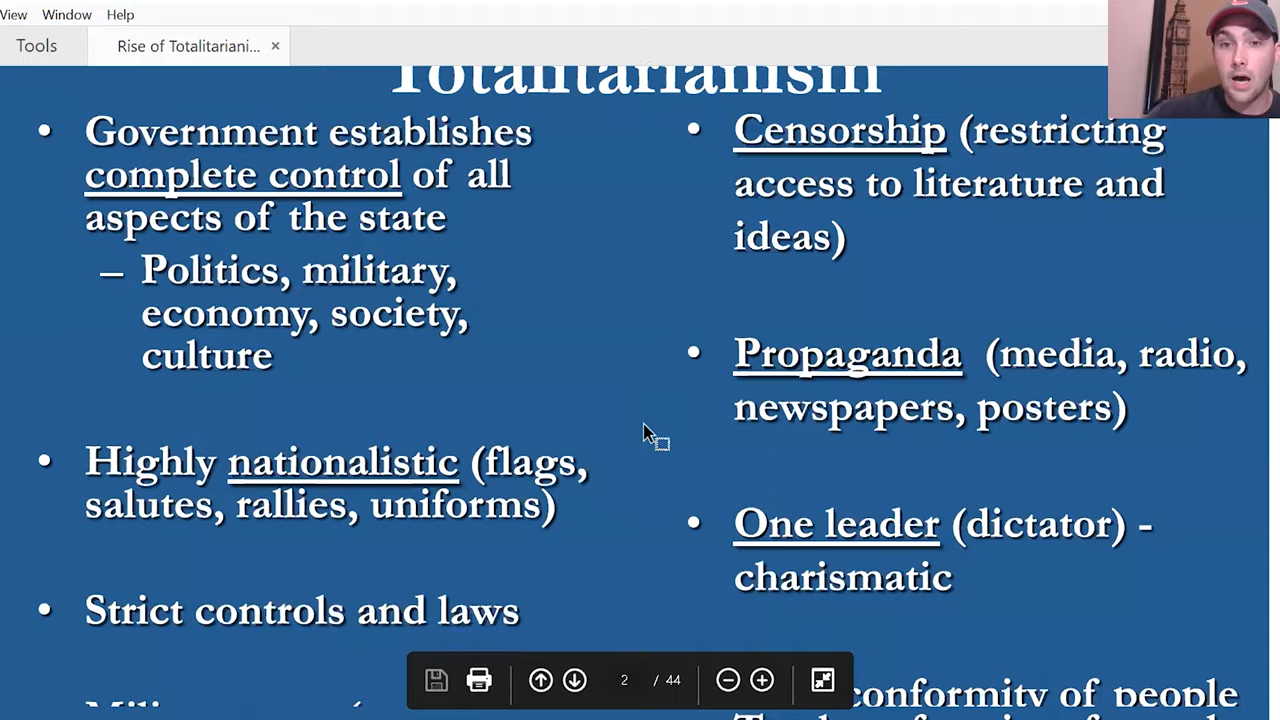 View Window Help
Tools Rise of Totalitariani... ×
Totalitarianism
• Government establishes
complete control of all
aspects of the state
– Politics, military,
economy, society,
culture
• Highly nationalistic (flags,
salutes, rallies, uniforms)
• Strict controls and laws
• Censorship (restricting
access to literature and
ideas)
• Propaganda (media, radio,
newspapers, posters)
• One leader (dictator) -
charismatic
conformity of people
2 / 44